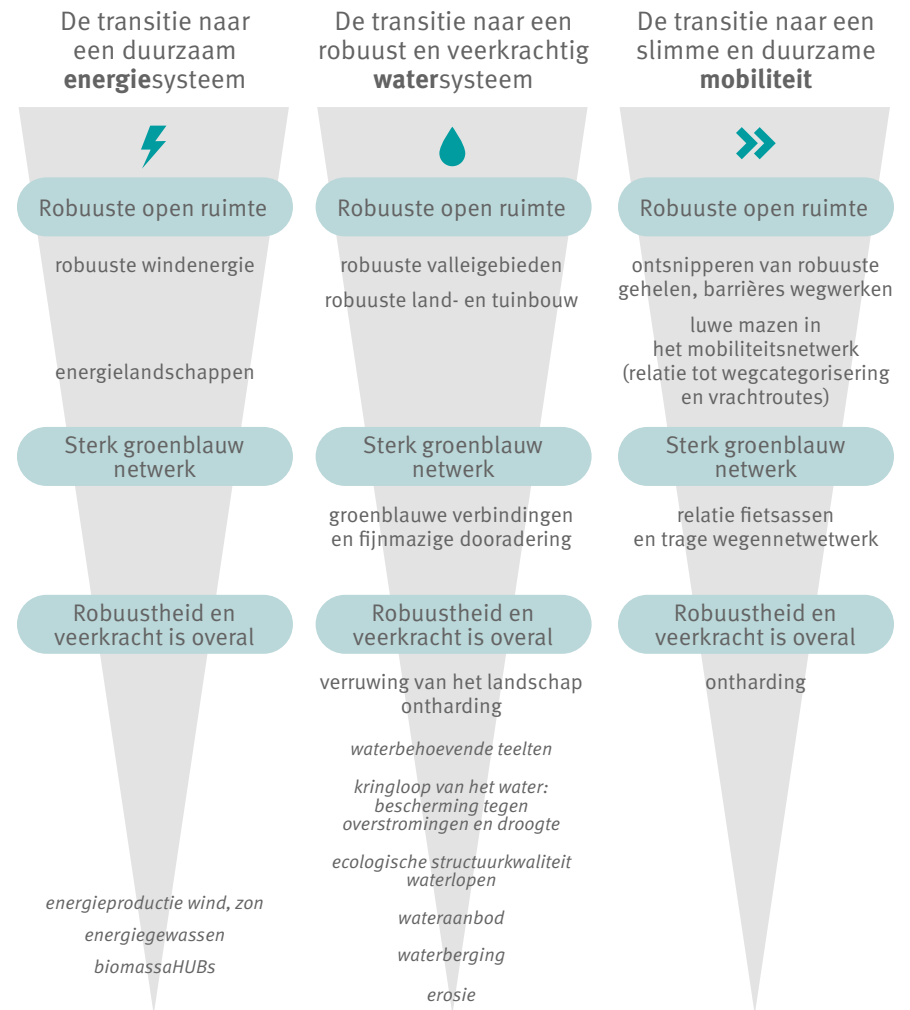 De transitie naar
een duurzaam
energiesysteem
Robuuste open ruimte
robuuste windenergie
energielandschappen
Sterk groenblauw
netwerk
Robuustheid en
veerkracht is overal
energieproductie wind, zon
energiegewassen
biomassaHUBs
De transitie naar een
robuust en veerkrachtig
watersysteem
Robuuste open ruimte
robuuste valleigebieden
robuuste land- en tuinbouw
Sterk groenblauw
netwerk
groenblauwe verbindingen
en fijnmazige dooradering
Robuustheid en
veerkracht is overal
verruwing van het landschap
ontharding
waterbehoevende teelten
kringloop van het water:
bescherming tegen
overstromingen en droogte
ecologische structuurkwaliteit
waterlopen
wateraanbod
waterberging
erosie
De transitie naar een
slimme en duurzame
mobiliteit
Robuuste open ruimte
ontsnipperen van robuuste
gehelen, barrières wegwerken
luwe mazen in
het mobiliteitsnetwerk
(relatie tot wegcategorisering
en vrachtroutes)
Sterk groenblauw
netwerk
relatie fietsassen
en trage wegennetwetwerk
Robuustheid en
veerkracht is overal
ontharding